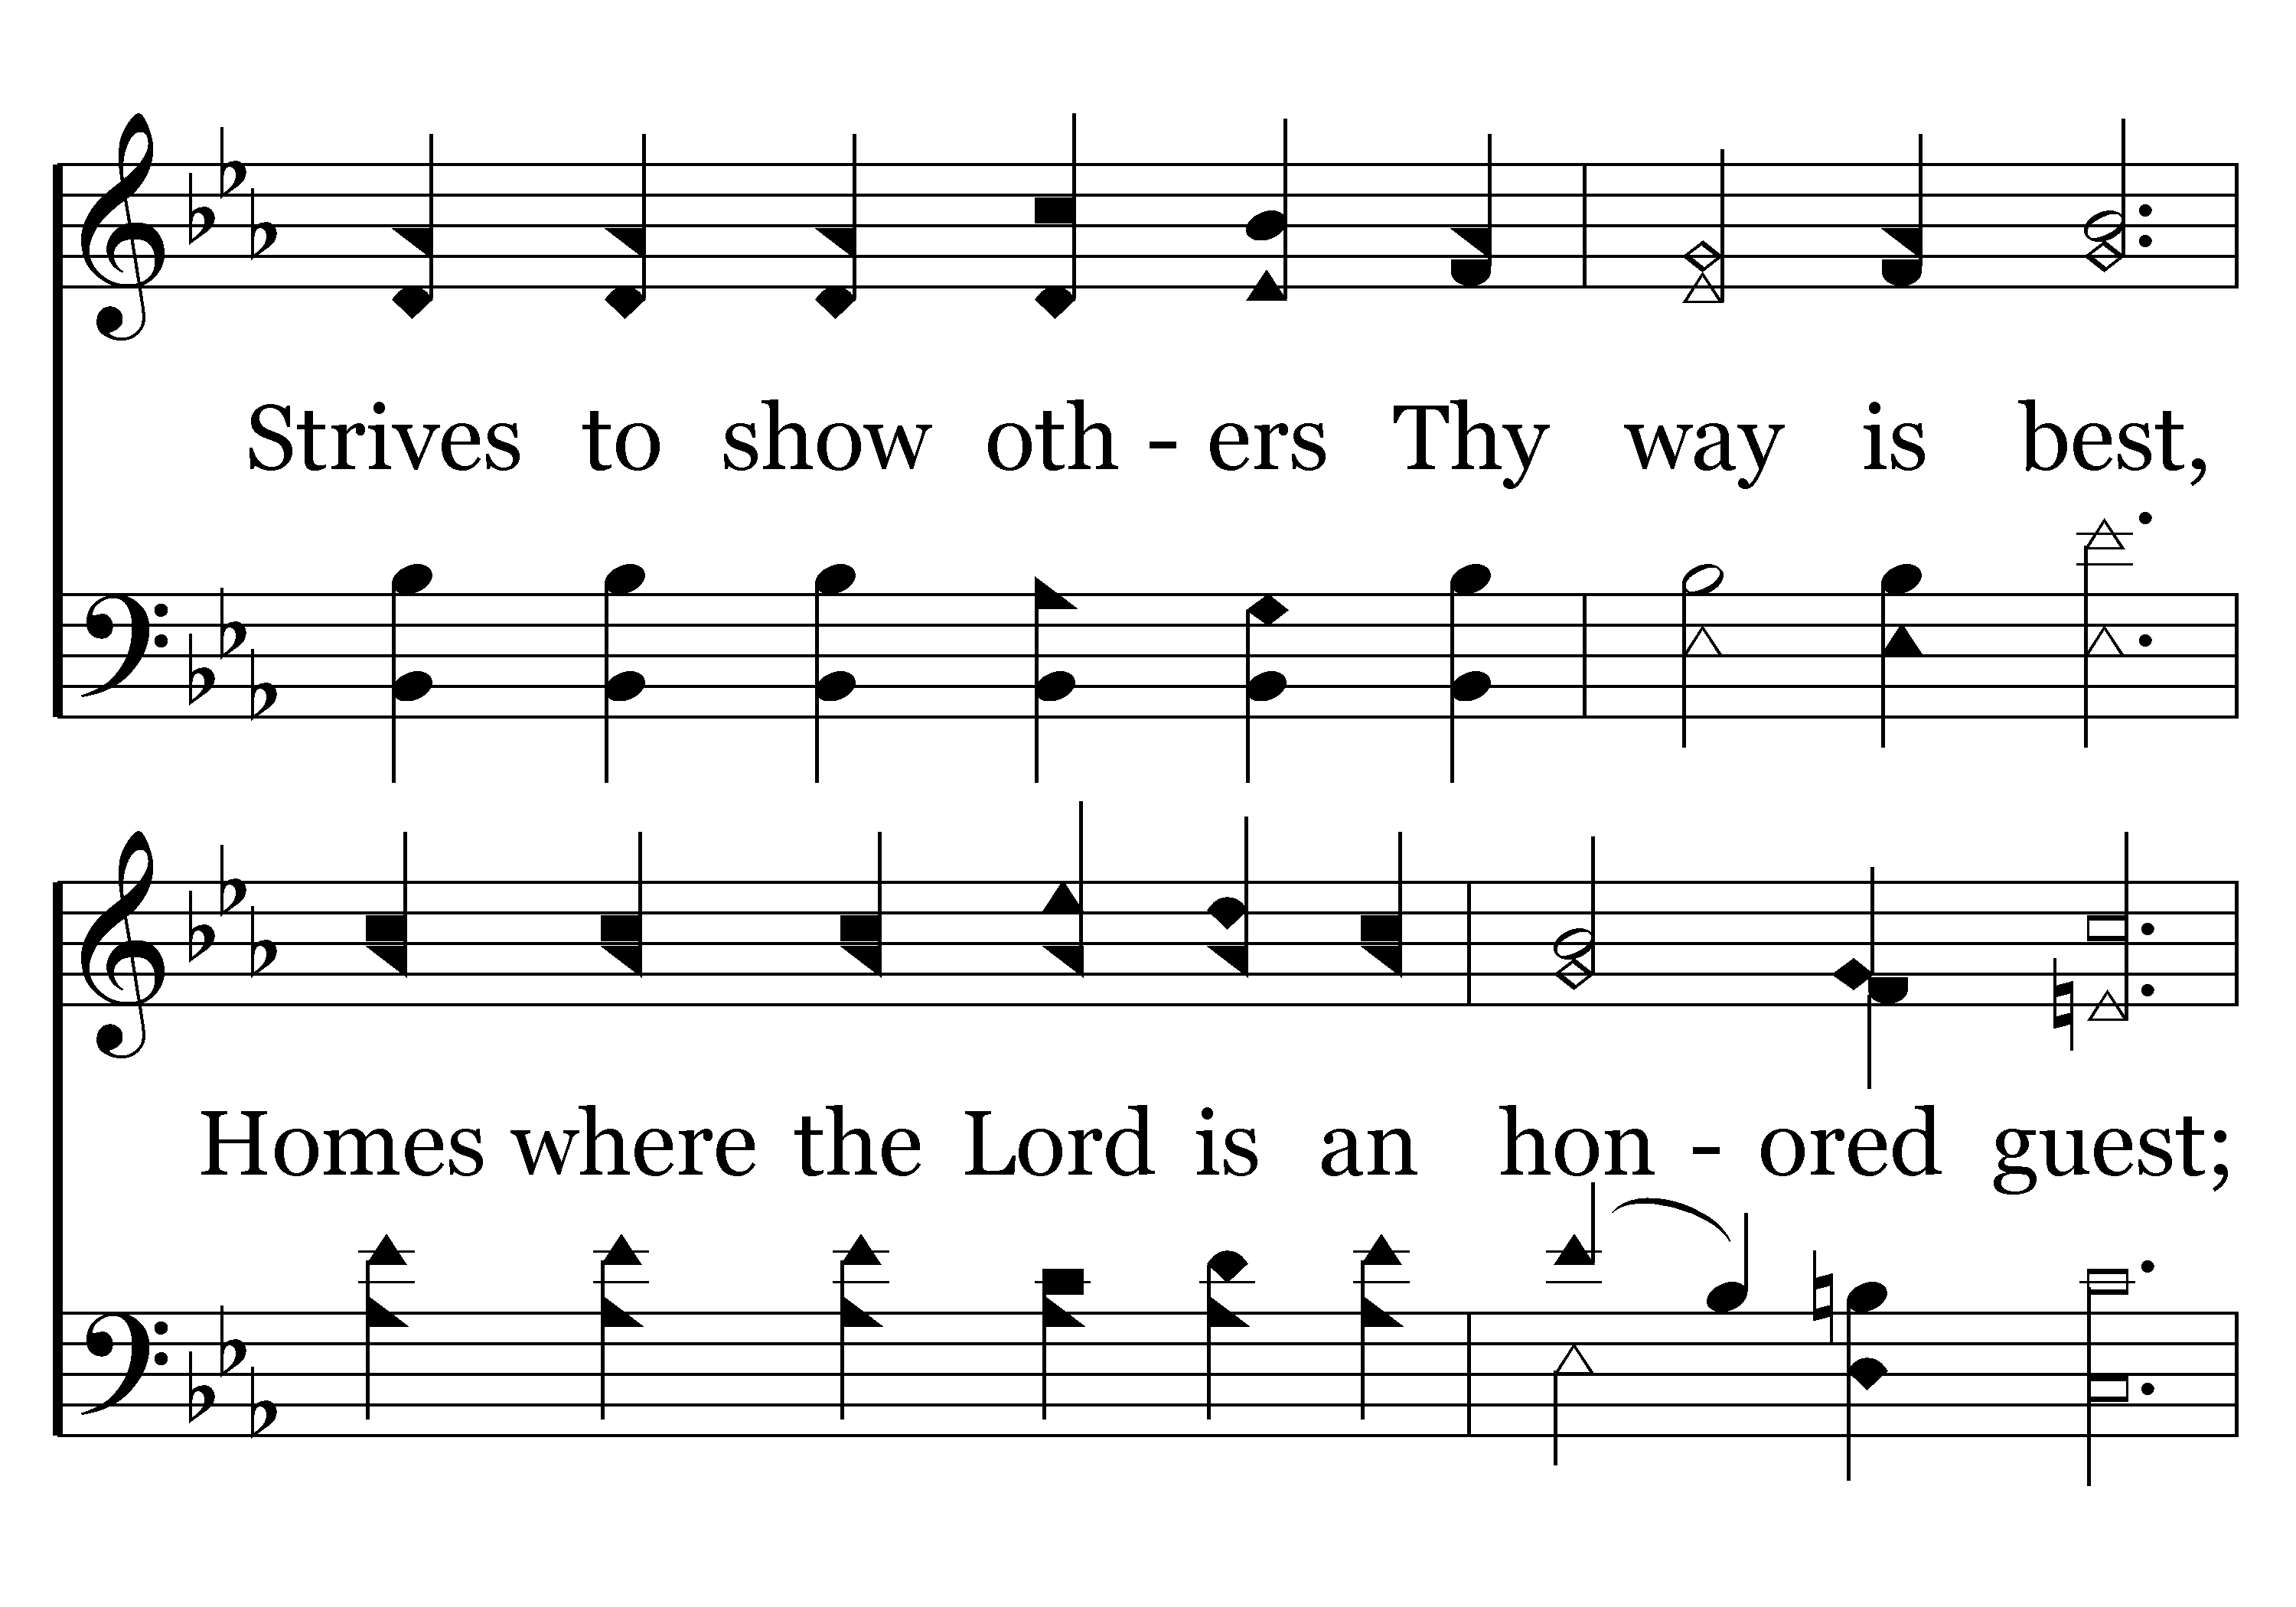 Strives to show oth - ers Thy way is best,
Homes where the Lord is an hon - ored guest;